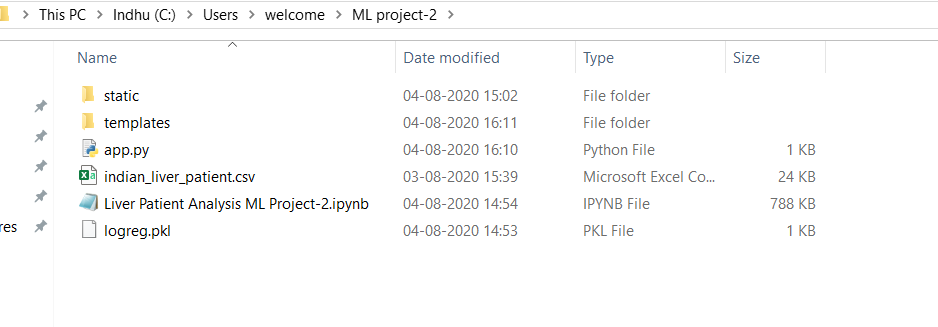 This PC > Indhu (C:) > Users > welcome > ML project-2 >
Name Date modified Type Size
static 04-08-2020 15:02 File folder
templates 04-08-2020 16:11 File folder
app.py 04-08-2020 16:10 Python File 1 KB
indian_liver_patient.csv 03-08-2020 15:39 Microsoft Excel Co... 24 KB
Liver Patient Analysis ML Project-2.ipynb 04-08-2020 14:54 IPYNB File 788 KB
res logreg.pkl 04-08-2020 14:53 PKL File 1 KB